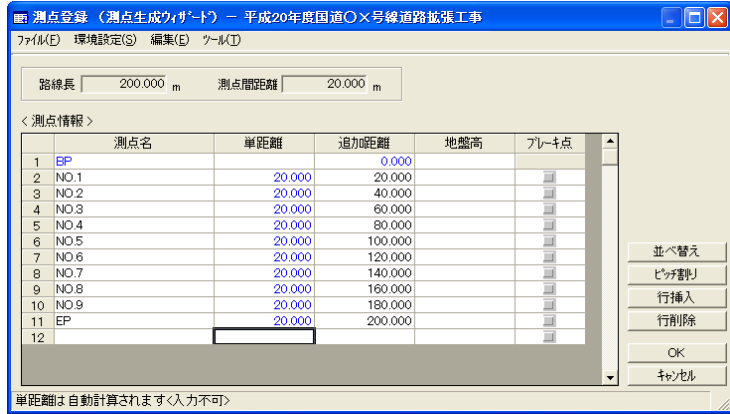 測点登録 （測点生成ｳｨｻﾞｰﾄﾞ） － 平成20年度国道○×号線道路拡張工事
ﾌｧｲﾙ(F) 環境設定(S) 編集(E) ﾂｰﾙ(T)
路線長 200.000 m 測点間距離 20.000 m
＜測点情報＞
測点名 単距離 追加距離 地盤高 ﾌﾞﾚｰｷ点
1 BP 0.000
2 NO.1 20.000 20.000
3 NO.2 20.000 40.000
4 NO.3 20.000 60.000
5 NO.4 20.000 80.000
6 NO.5 20.000 100.000
7 NO.6 20.000 120.000
8 NO.7 20.000 140.000
9 NO.8 20.000 160.000
10 NO.9 20.000 180.000
11 EP 20.000 200.000
12
並べ替え
ﾋﾟｯﾁ割り
行挿入
行削除
OK
ｷｬﾝｾﾙ
単距離は自動計算されます<入力不可>